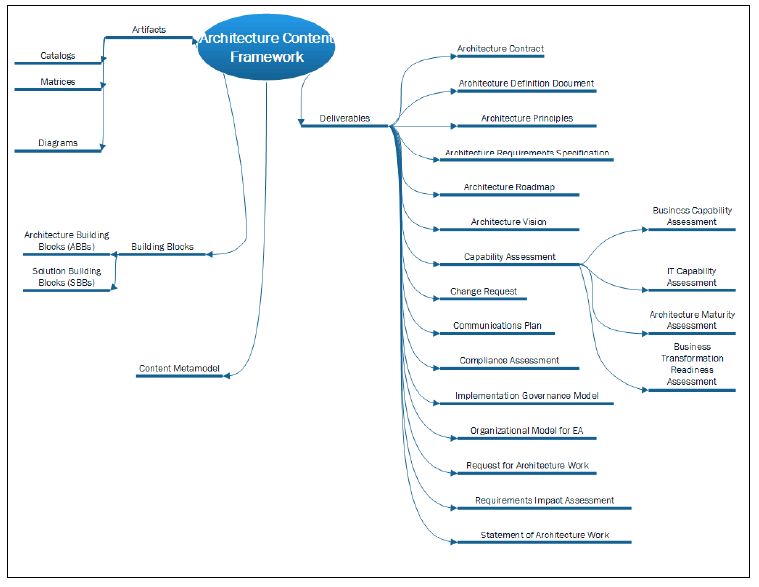 Architecture Content
Framework
Artifacts
Catalogs
Matrices
Diagrams
Architecture Building
Blocks (ABBs)
Building Blocks
Solution Building
Blocks (SBBs)
Content Metamodel
Deliverables
Architecture Contract
Architecture Definition Document
Architecture Principles
Architecture Requirements Specification
Architecture Roadmap
Architecture Vision
Capability Assessment
Business Capability
Assessment
IT Capability
Assessment
Architecture Maturity
Assessment
Business
Transformation
Readiness
Assessment
Change Request
Communications Plan
Compliance Assessment
Implementation Governance Model
Organizational Model for EA
Request for Architecture Work
Requirements Impact Assessment
Statement of Architecture Work